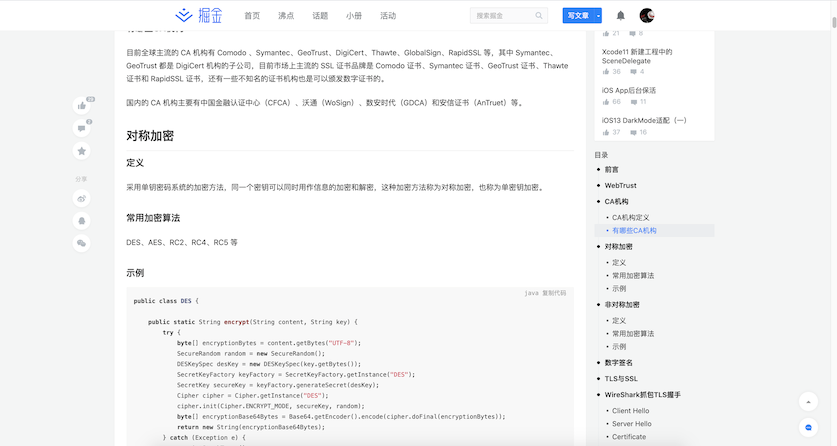 掘金
首页
沸点
话题
小册
活动
搜索掘金
写文章
目前全球主流的 CA 机构有 Comodo 、Symantec、GeoTrust、DigiCert、Thawte、GlobalSign、RapidSSL 等，其中 Symantec、
GeoTrust 都是 DigiCert 机构的子公司，目前市场上主流的 SSL 证书品牌是 Comodo 证书、Symantec 证书、GeoTrust 证书、Thawte
证书和 RapidSSL 证书，还有一些不知名的证书机构也是可以颁发数字证书的。
国内的 CA 机构主要有中国金融认证中心（CFCA）、沃通（WoSign）、数安时代（GDCA）和安信证书（AnTruet）等。
对称加密
定义
采用单钥密码系统的加密方法，同一个密钥可以同时用作信息的加密和解密，这种加密方法称为对称加密，也称为单密钥加密。
常用加密算法
DES、AES、RC2、RC4、RC5 等
示例
java 复制代码
public class DES {
public static String encrypt(String content, String key) {
try {
byte[] encryptionBytes = content.getBytes("UTF-8");
SecureRandom random = new SecureRandom();
DESKeySpec desKey = new DESKeySpec(key.getBytes());
SecretKeyFactory keyFactory = SecretKeyFactory.getInstance("DES");
SecretKey secureKey = keyFactory.generateSecret(desKey);
Cipher cipher = Cipher.getInstance("DES");
cipher.init(Cipher.ENCRYPT_MODE, secureKey, random);
byte[] encryptionBase64Bytes = Base64.getEncoder().encode(cipher.doFinal(encryptionBytes));
return new String(encryptionBase64Bytes);
} catch (Exception e) {
分享
21 8
Xcode11 新建工程中的
SceneDelegate
36 4
iOS App后台保活
66 11
iOS13 DarkMode适配（一）
37 16
目录
前言
WebTrust
CA机构
CA机构定义
有哪些CA机构
对称加密
定义
常用加密算法
示例
非对称加密
定义
常用加密算法
示例
数字签名
TLS与SSL
WireShark抓包TLS握手
Client Hello
Server Hello
Certificate